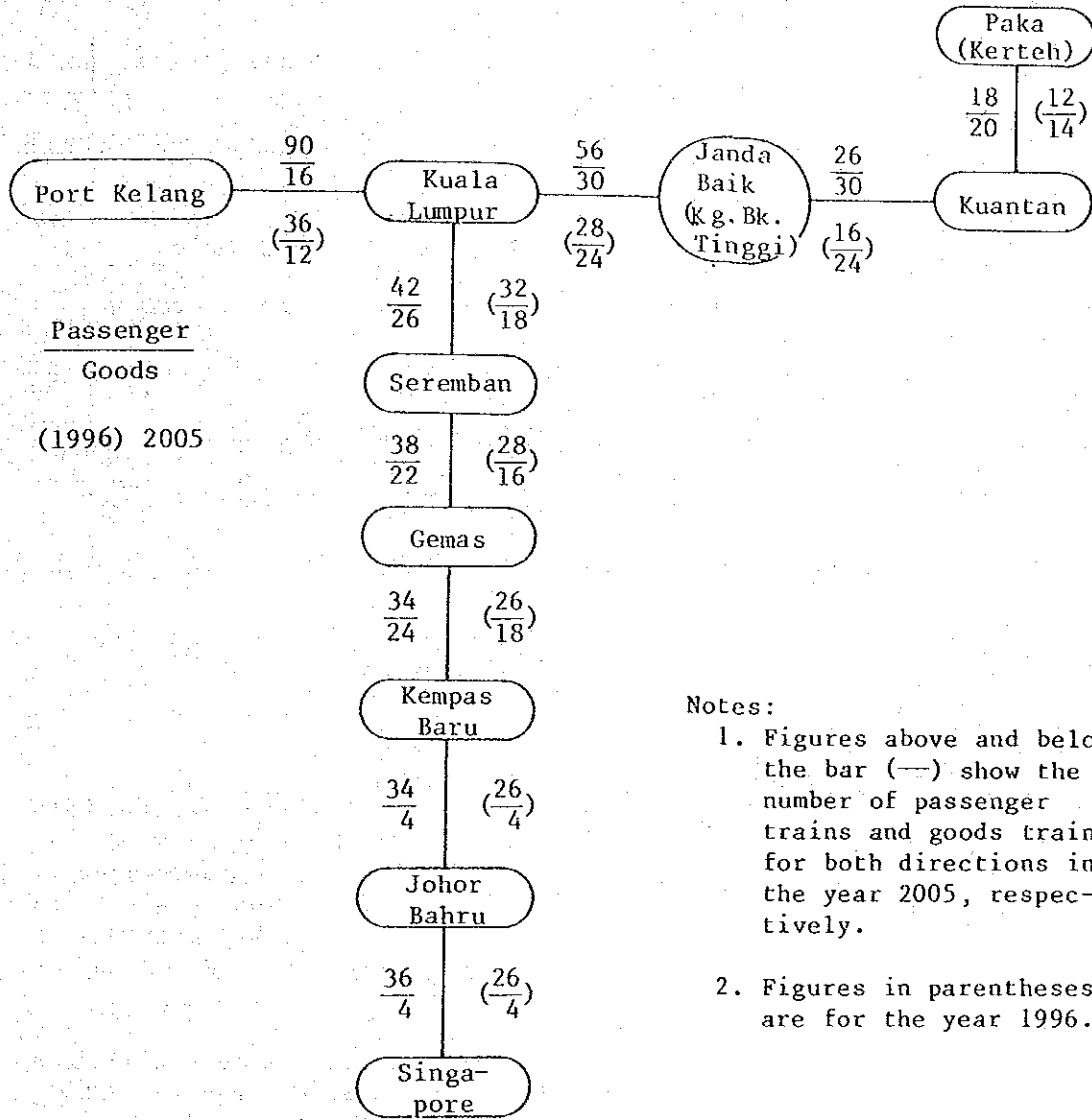 Paka
(Kerteh)
18
20
(12
14)
90
16
56
30
Janda
Baik
(Kg. Bk.
Tinggi)
26
30
Port Kelang
Kuala
Lumpur
Kuantan
(36
12)
(28
24)
(16
24)
42
26
(32
18)
Passenger
Goods
Seremban
(1996) 2005
38
22
(28
16)
Gemas
34
24
(26
18)
Kempas
Baru
34
4
(26
4)
Johor
Bahru
36
4
(26
4)
Singa-
pore
Notes:
1. Figures above and belo
the bar (—) show the
number of passenger
trains and goods train
for both directions in
the year 2005, respec-
tively.
2. Figures in parentheses
are for the year 1996.